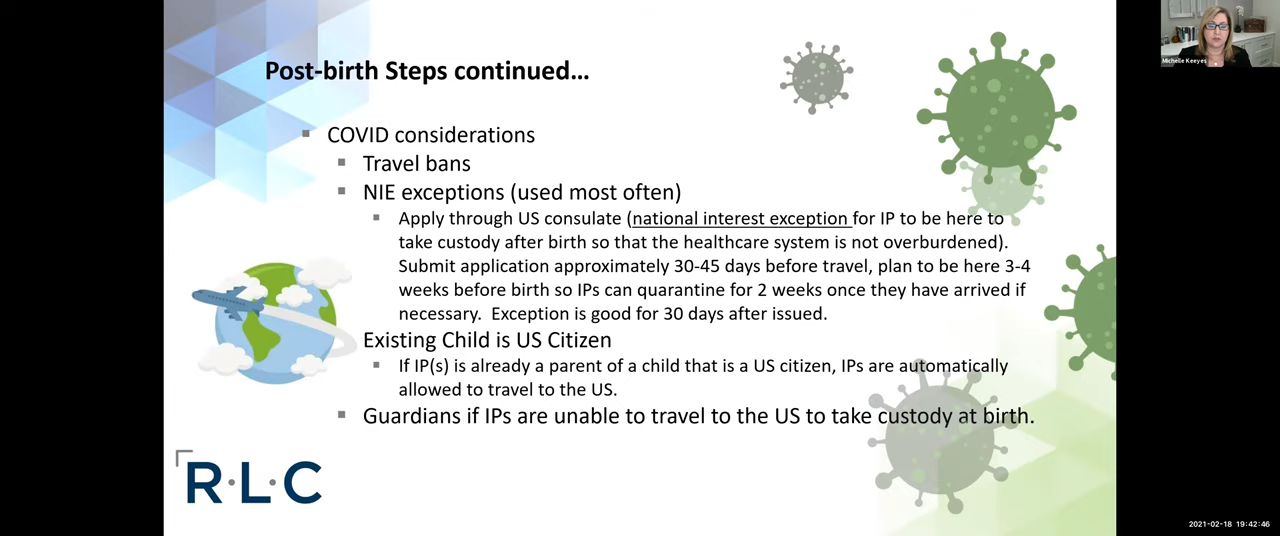 Post-birth Steps continued…
Michelle Keeyes
COVID considerations
Travel bans
NIE exceptions (used most often)
Apply through US consulate (national interest exception for IP to be here to
take custody after birth so that the healthcare system is not overburdened).
Submit application approximately 30-45 days before travel, plan to be here 3-4
weeks before birth so IPs can quarantine for 2 weeks once they have arrived if
necessary.  Exception is good for 30 days after issued.
Existing Child is US Citizen
If IP(s) is already a parent of a child that is a US citizen, IPs are automatically
allowed to travel to the US.
Guardians if IPs are unable to travel to the US to take custody at birth.
R·L·C
2021-02-18 19:42:46